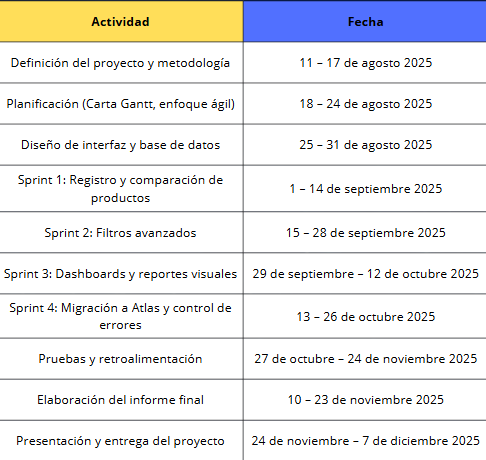 Actividad
Fecha
Definición del proyecto y metodología
11 – 17 de agosto 2025
Planificación (Carta Gantt, enfoque ágil)
18 – 24 de agosto 2025
Diseño de interfaz y base de datos
25 – 31 de agosto 2025
Sprint 1: Registro y comparación de
productos
1 – 14 de septiembre 2025
Sprint 2: Filtros avanzados
15 – 28 de septiembre 2025
Sprint 3: Dashboards y reportes visuales
29 de septiembre – 12 de octubre 2025
Sprint 4: Migración a Atlas y control de
errores
13 – 26 de octubre 2025
Pruebas y retroalimentación
27 de octubre – 24 de noviembre 2025
Elaboración del informe final
10 – 23 de noviembre 2025
Presentación y entrega del proyecto
24 de noviembre – 7 de diciembre 2025